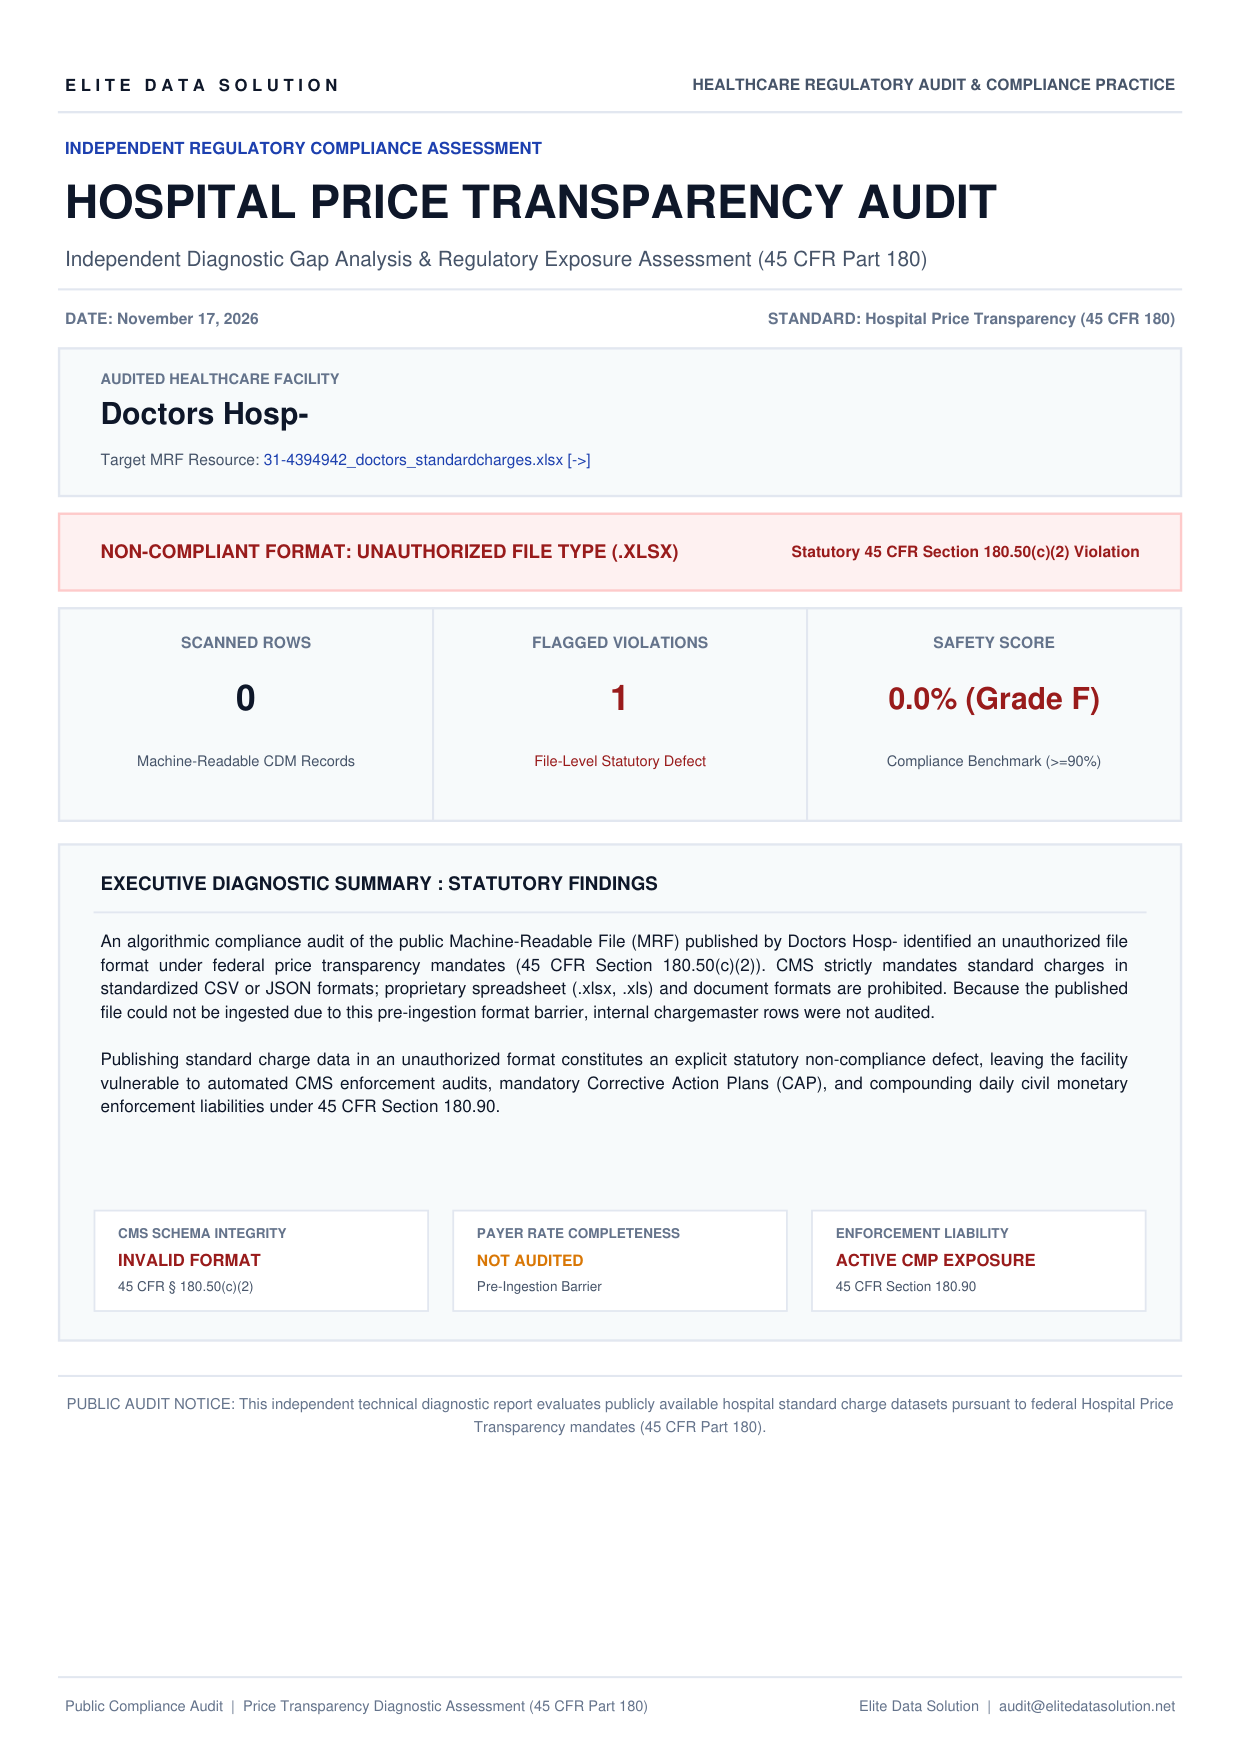 ELITE DATA SOLUTION
HEALTHCARE REGULATORY AUDIT & COMPLIANCE PRACTICE
INDEPENDENT REGULATORY COMPLIANCE ASSESSMENT
HOSPITAL PRICE TRANSPARENCY AUDIT
Independent Diagnostic Gap Analysis & Regulatory Exposure Assessment (45 CFR Part 180)
DATE: November 17, 2026
STANDARD: Hospital Price Transparency (45 CFR 180)
AUDITED HEALTHCARE FACILITY
Doctors Hosp-
Target MRF Resource: 31-4394942_doctors_standardcharges.xlsx [->]
NON-COMPLIANT FORMAT: UNAUTHORIZED FILE TYPE (.XLSX)
Statutory 45 CFR Section 180.50(c)(2) Violation
SCANNED ROWS
0
Machine-Readable CDM Records
FLAGGED VIOLATIONS
1
File-Level Statutory Defect
SAFETY SCORE
0.0% (Grade F)
Compliance Benchmark (>=90%)
EXECUTIVE DIAGNOSTIC SUMMARY : STATUTORY FINDINGS
An algorithmic compliance audit of the public Machine-Readable File (MRF) published by Doctors Hosp- identified an unauthorized file
format under federal price transparency mandates (45 CFR Section 180.50(c)(2)). CMS strictly mandates standard charges in
standardized CSV or JSON formats; proprietary spreadsheet (.xlsx, .xls) and document formats are prohibited. Because the published
file could not be ingested due to this pre-ingestion format barrier, internal chargemaster rows were not audited.
Publishing standard charge data in an unauthorized format constitutes an explicit statutory non-compliance defect, leaving the facility
vulnerable to automated CMS enforcement audits, mandatory Corrective Action Plans (CAP), and compounding daily civil monetary
enforcement liabilities under 45 CFR Section 180.90.
CMS SCHEMA INTEGRITY
INVALID FORMAT
45 CFR § 180.50(c)(2)
PAYER RATE COMPLETENESS
NOT AUDITED
Pre-Ingestion Barrier
ENFORCEMENT LIABILITY
ACTIVE CMP EXPOSURE
45 CFR Section 180.90
PUBLIC AUDIT NOTICE: This independent technical diagnostic report evaluates publicly available hospital standard charge datasets pursuant to federal Hospital Price
Transparency mandates (45 CFR Part 180).
Public Compliance Audit | Price Transparency Diagnostic Assessment (45 CFR Part 180)
Elite Data Solution | audit@elitedatasolution.net